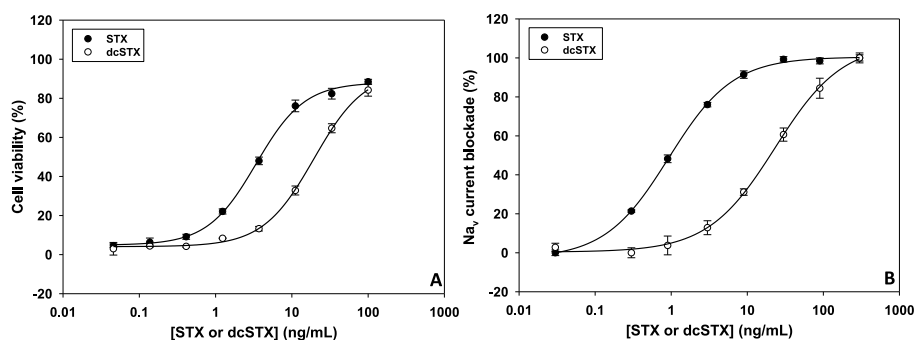 120
100
80
60
40
20
0
-20
Cell viability (%)
STX
dcSTX
A
0.01
0.1
1
10
100
1000
[STX or dcSTX] (ng/mL)
120
100
80
60
40
20
0
-20
Nav current blockade (%)
STX
dcSTX
B
0.01
0.1
1
10
100
1000
[STX or dcSTX] (ng/mL)